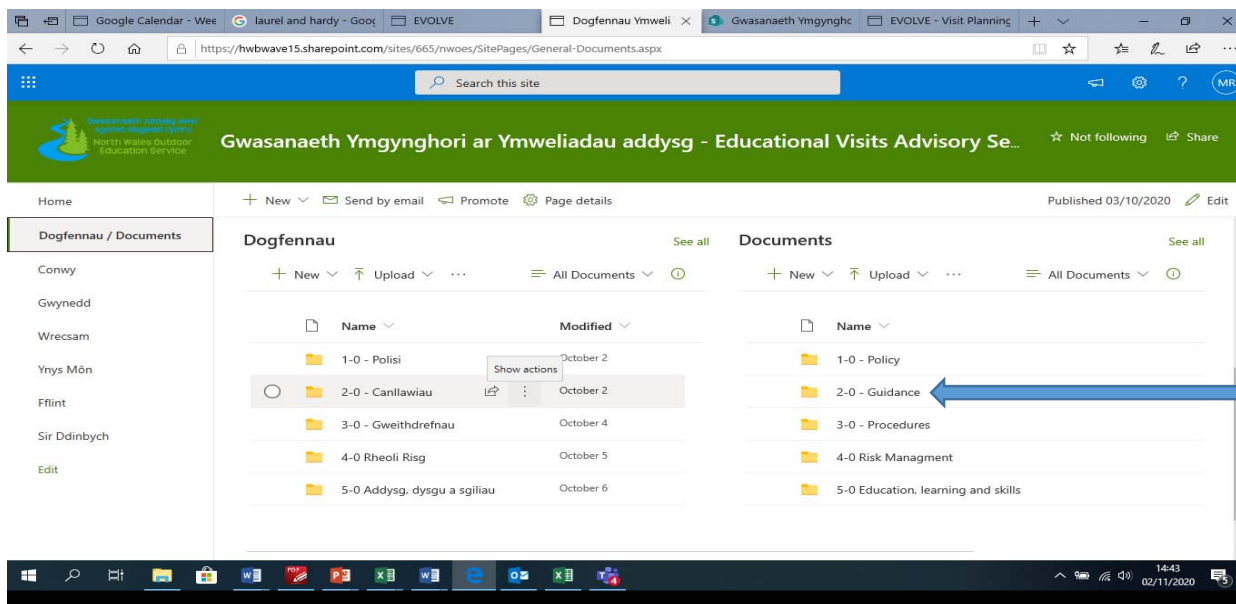 Google Calendar - Wee
laurel and hardy - Goog
EVOLVE
Dogfennau Ymweli
Gwasanaeth Ymgynghc
EVOLVE - Visit Planning
https://hwbwave15.sharepoint.com/sites/665/nwoes/SitePages/General-Documents.aspx
Search this site
?
MR
Gwasanaeth Addysg Awyr
Agored Gogledd Cymru
North Wales Outdoor
Education Service
Gwasanaeth Ymgynghori ar Ymweliadau addysg - Educational Visits Advisory Se...
Not following
Share
Home
Dogfennau / Documents
Conwy
Gwynedd
Wrecsam
Ynys Môn
Fflint
Sir Ddinbych
Edit
New
Send by email
Promote
Page details
Published 03/10/2020
Edit
Dogfennau
See all
New
Upload
All Documents
Name
Modified
1-0 - Polisi
October 2
Show actions
2-0 - Canllawiau
October 2
3-0 - Gweithdrefnau
October 4
4-0 Rheoli Risg
October 5
5-0 Addysg, dysgu a sgiliau
October 6
Documents
See all
New
Upload
All Documents
Name
1-0 - Policy
2-0 - Guidance
3-0 - Procedures
4-0 Risk Managment
5-0 Education, learning and skills
14:43
02/11/2020